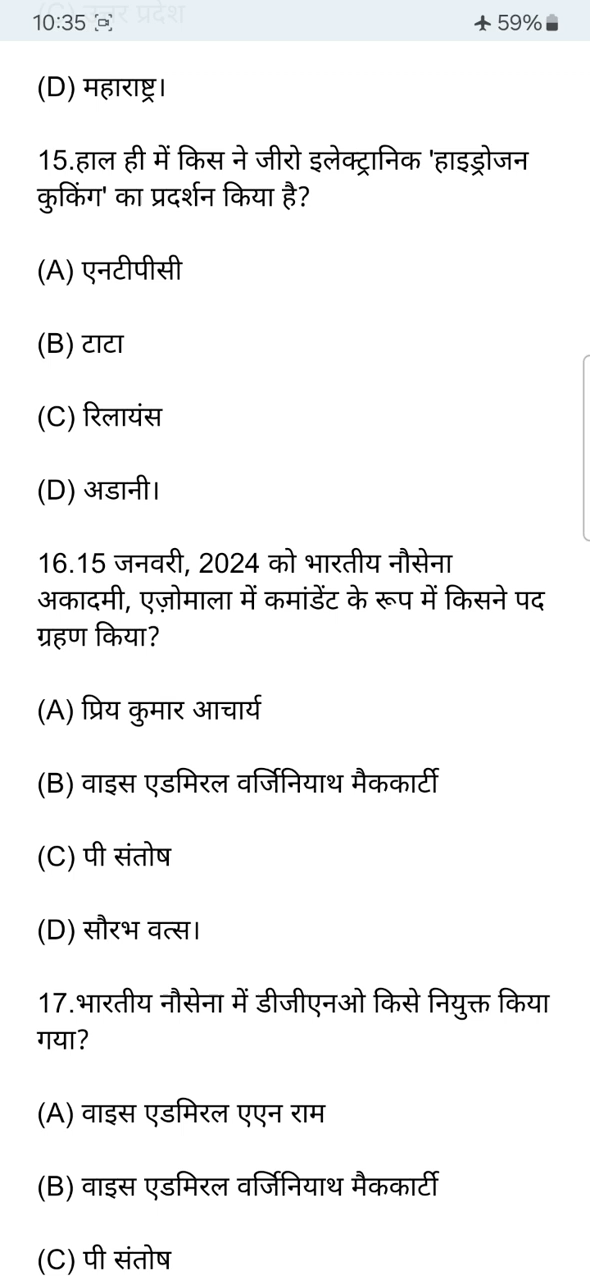 10:35
59%
(D) महाराष्ट्र।
15.हाल ही में किस ने जीरो इलेक्ट्रानिक 'हाइड्रोजन
कुकिंग' का प्रदर्शन किया है?
(A) एनटीपीसी
(B) टाटा
(C) रिलायंस
(D) अडानी।
16.15 जनवरी, 2024 को भारतीय नौसेना
अकादमी, एज़ोमाला में कमांडेंट के रूप में किसने पद
ग्रहण किया?
(A) प्रिय कुमार आचार्य
(B) वाइस एडमिरल वर्जिनियाथ मैककार्टी
(C) पी संतोष
(D) सौरभ वत्स।
17.भारतीय नौसेना में डीजीएनओ किसे नियुक्त किया
गया?
(A) वाइस एडमिरल एएन राम
(B) वाइस एडमिरल वर्जिनियाथ मैककार्टी
(C) पी संतोष